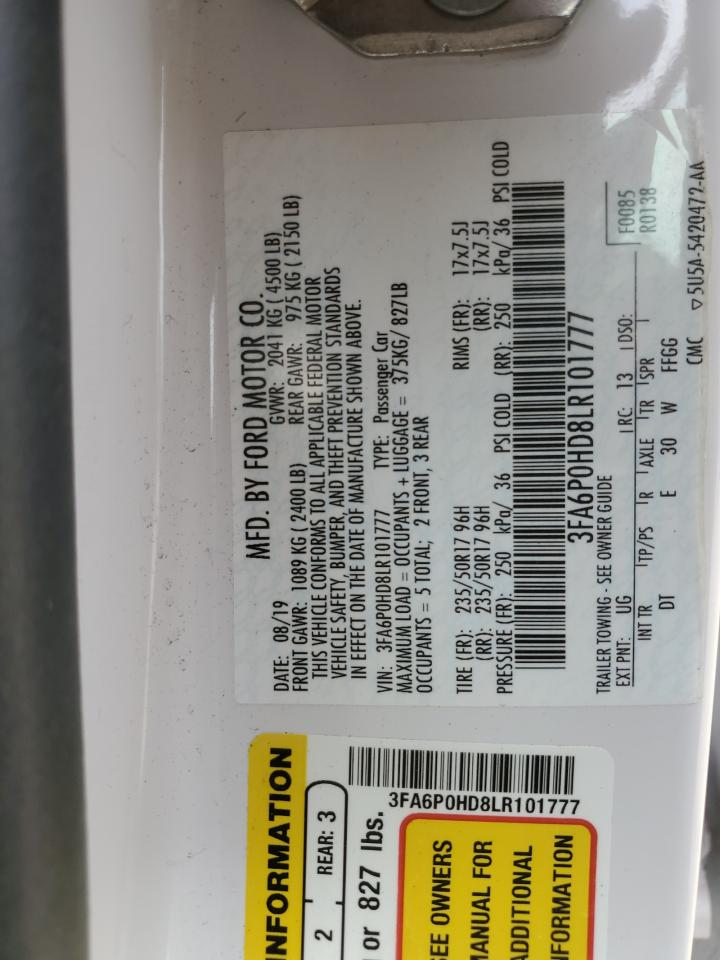 MFD. BY FORD MOTOR CO.
DATE: 08/19 GVWR: 2041 KG ( 4500 LB)
FRONT GAWR: 1089 KG ( 2400 LB) REAR GAWR: 975 KG ( 2150 LB)
THIS VEHICLE CONFORMS TO ALL APPLICABLE FEDERAL MOTOR
VEHICLE SAFETY, BUMPER, AND THEFT PREVENTION STANDARDS
IN EFFECT ON THE DATE OF MANUFACTURE SHOWN ABOVE.
VIN: 3FA6P0HD8LR101777 TYPE: Passenger Car
MAXIMUM LOAD = OCCUPANTS + LUGGAGE = 375KG/ 827LB
OCCUPANTS = 5 TOTAL; 2 FRONT, 3 REAR
TIRE (FR): 235/50R17 96H RIMS (FR): 17x7.5J
(RR): 235/50R17 96H (RR): 17x7.5J
PRESSURE (FR): 250 kPa/ 36 PSI COLD (RR): 250 kPa/ 36 PSI COLD
3FA6P0HD8LR101777
TRAILER TOWING - SEE OWNER GUIDE
EXT PNT: UG RC: 13 DSO: F0085
R0138
INT TR TP/PS R AXLE TR SPR
DT E 30 W FFGG
CMC ▽5U5A-5420472-AA
NFORMATION
2 REAR: 3
or 827 lbs.
3FA6P0HD8LR101777
SEE OWNERS
MANUAL FOR
ADDITIONAL
NFORMATION